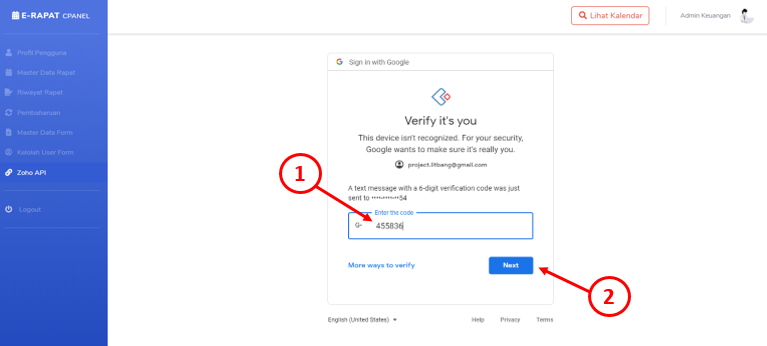 E-RAPAT CPANEL
Lihat Kalendar
Admin Keuangan
Profil Pengguna
Master Data Rapat
Riwayat Rapat
Pembaharuan
Master Data Form
Kelolah User Form
Zoho API
Logout
Sign in with Google
Verify it's you
This device isn't recognized. For your security,
Google wants to make sure it's really you.
project.litbang@gmail.com
A text message with a 6-digit verification code was just
sent to ••••-••••-••54
Enter the code
G- 455836
More ways to verify
Next
English (United States)
Help Privacy Terms
1
2